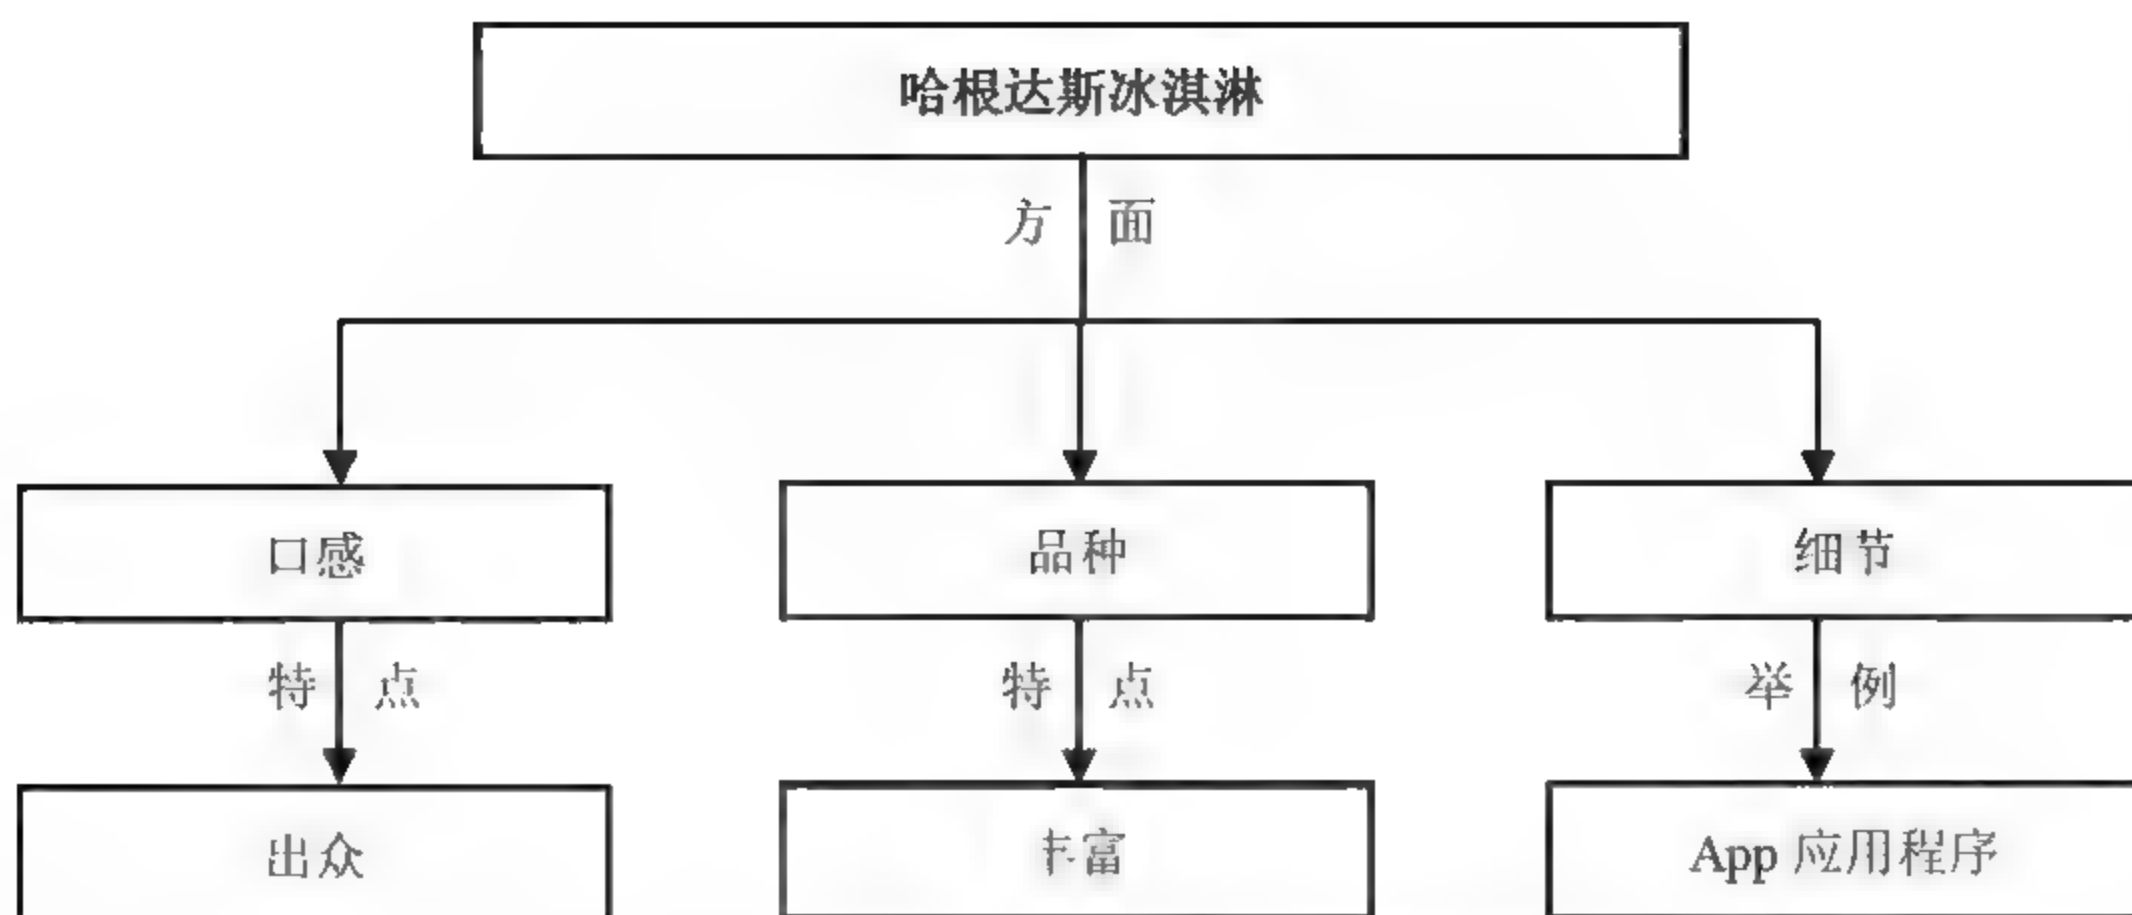 哈根达斯冰淇淋
方 面
口感 品种 细节
特 点 特 点 举 例
出众 丰富 App 应用程序